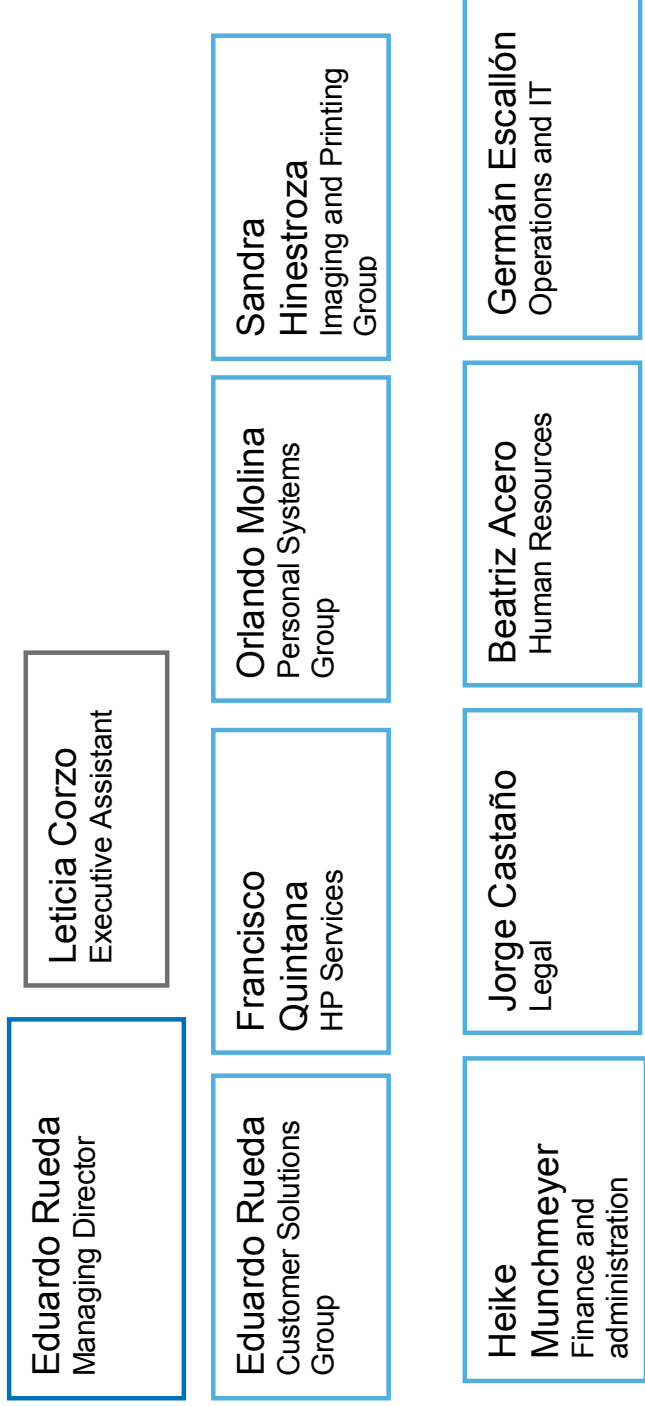 Eduardo Rueda
Managing Director
Leticia Corzo
Executive Assistant
Eduardo Rueda
Customer Solutions
Group
Francisco
Quintana
HP Services
Orlando Molina
Personal Systems
Group
Sandra
Hinestroza
Imaging and Printing
Group
Heike
Munchmeyer
Finance and
administration
Jorge Castaño
Legal
Beatriz Acero
Human Resources
Germán Escallón
Operations and IT